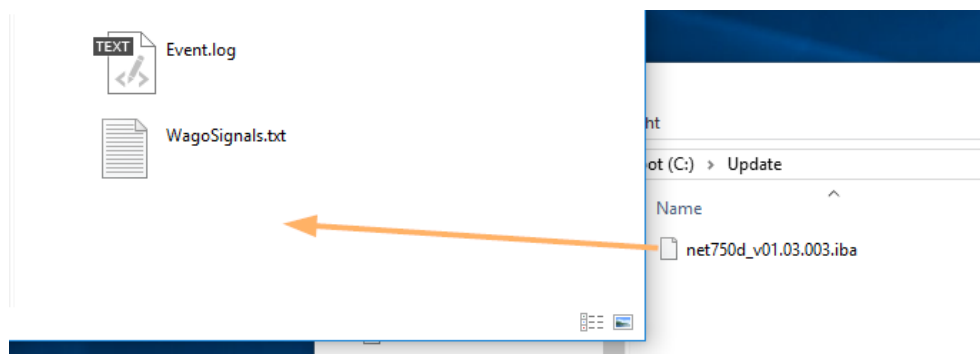 TEXT
Event.log
WagoSignals.txt
ht
ot (C:) > Update
Name
net750d_v01.03.003.iba